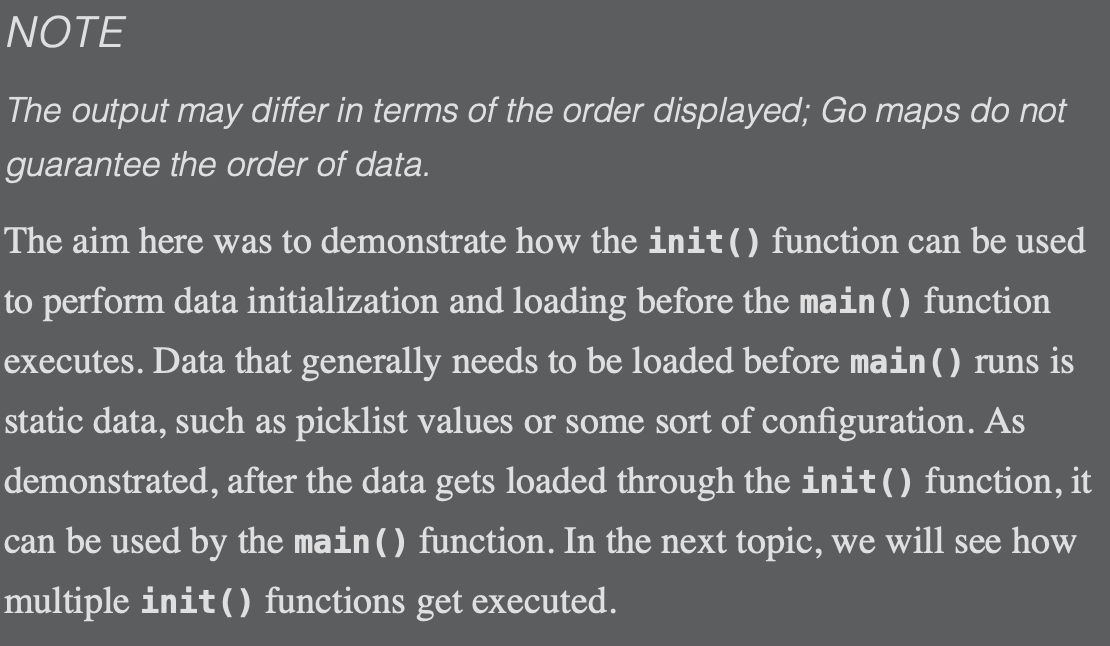 NOTE
The output may differ in terms of the order displayed; Go maps do not
guarantee the order of data.
The aim here was to demonstrate how the init() function can be used
to perform data initialization and loading before the main() function
executes. Data that generally needs to be loaded before main() runs is
static data, such as picklist values or some sort of configuration. As
demonstrated, after the data gets loaded through the init() function, it
can be used by the main() function. In the next topic, we will see how
multiple init() functions get executed.